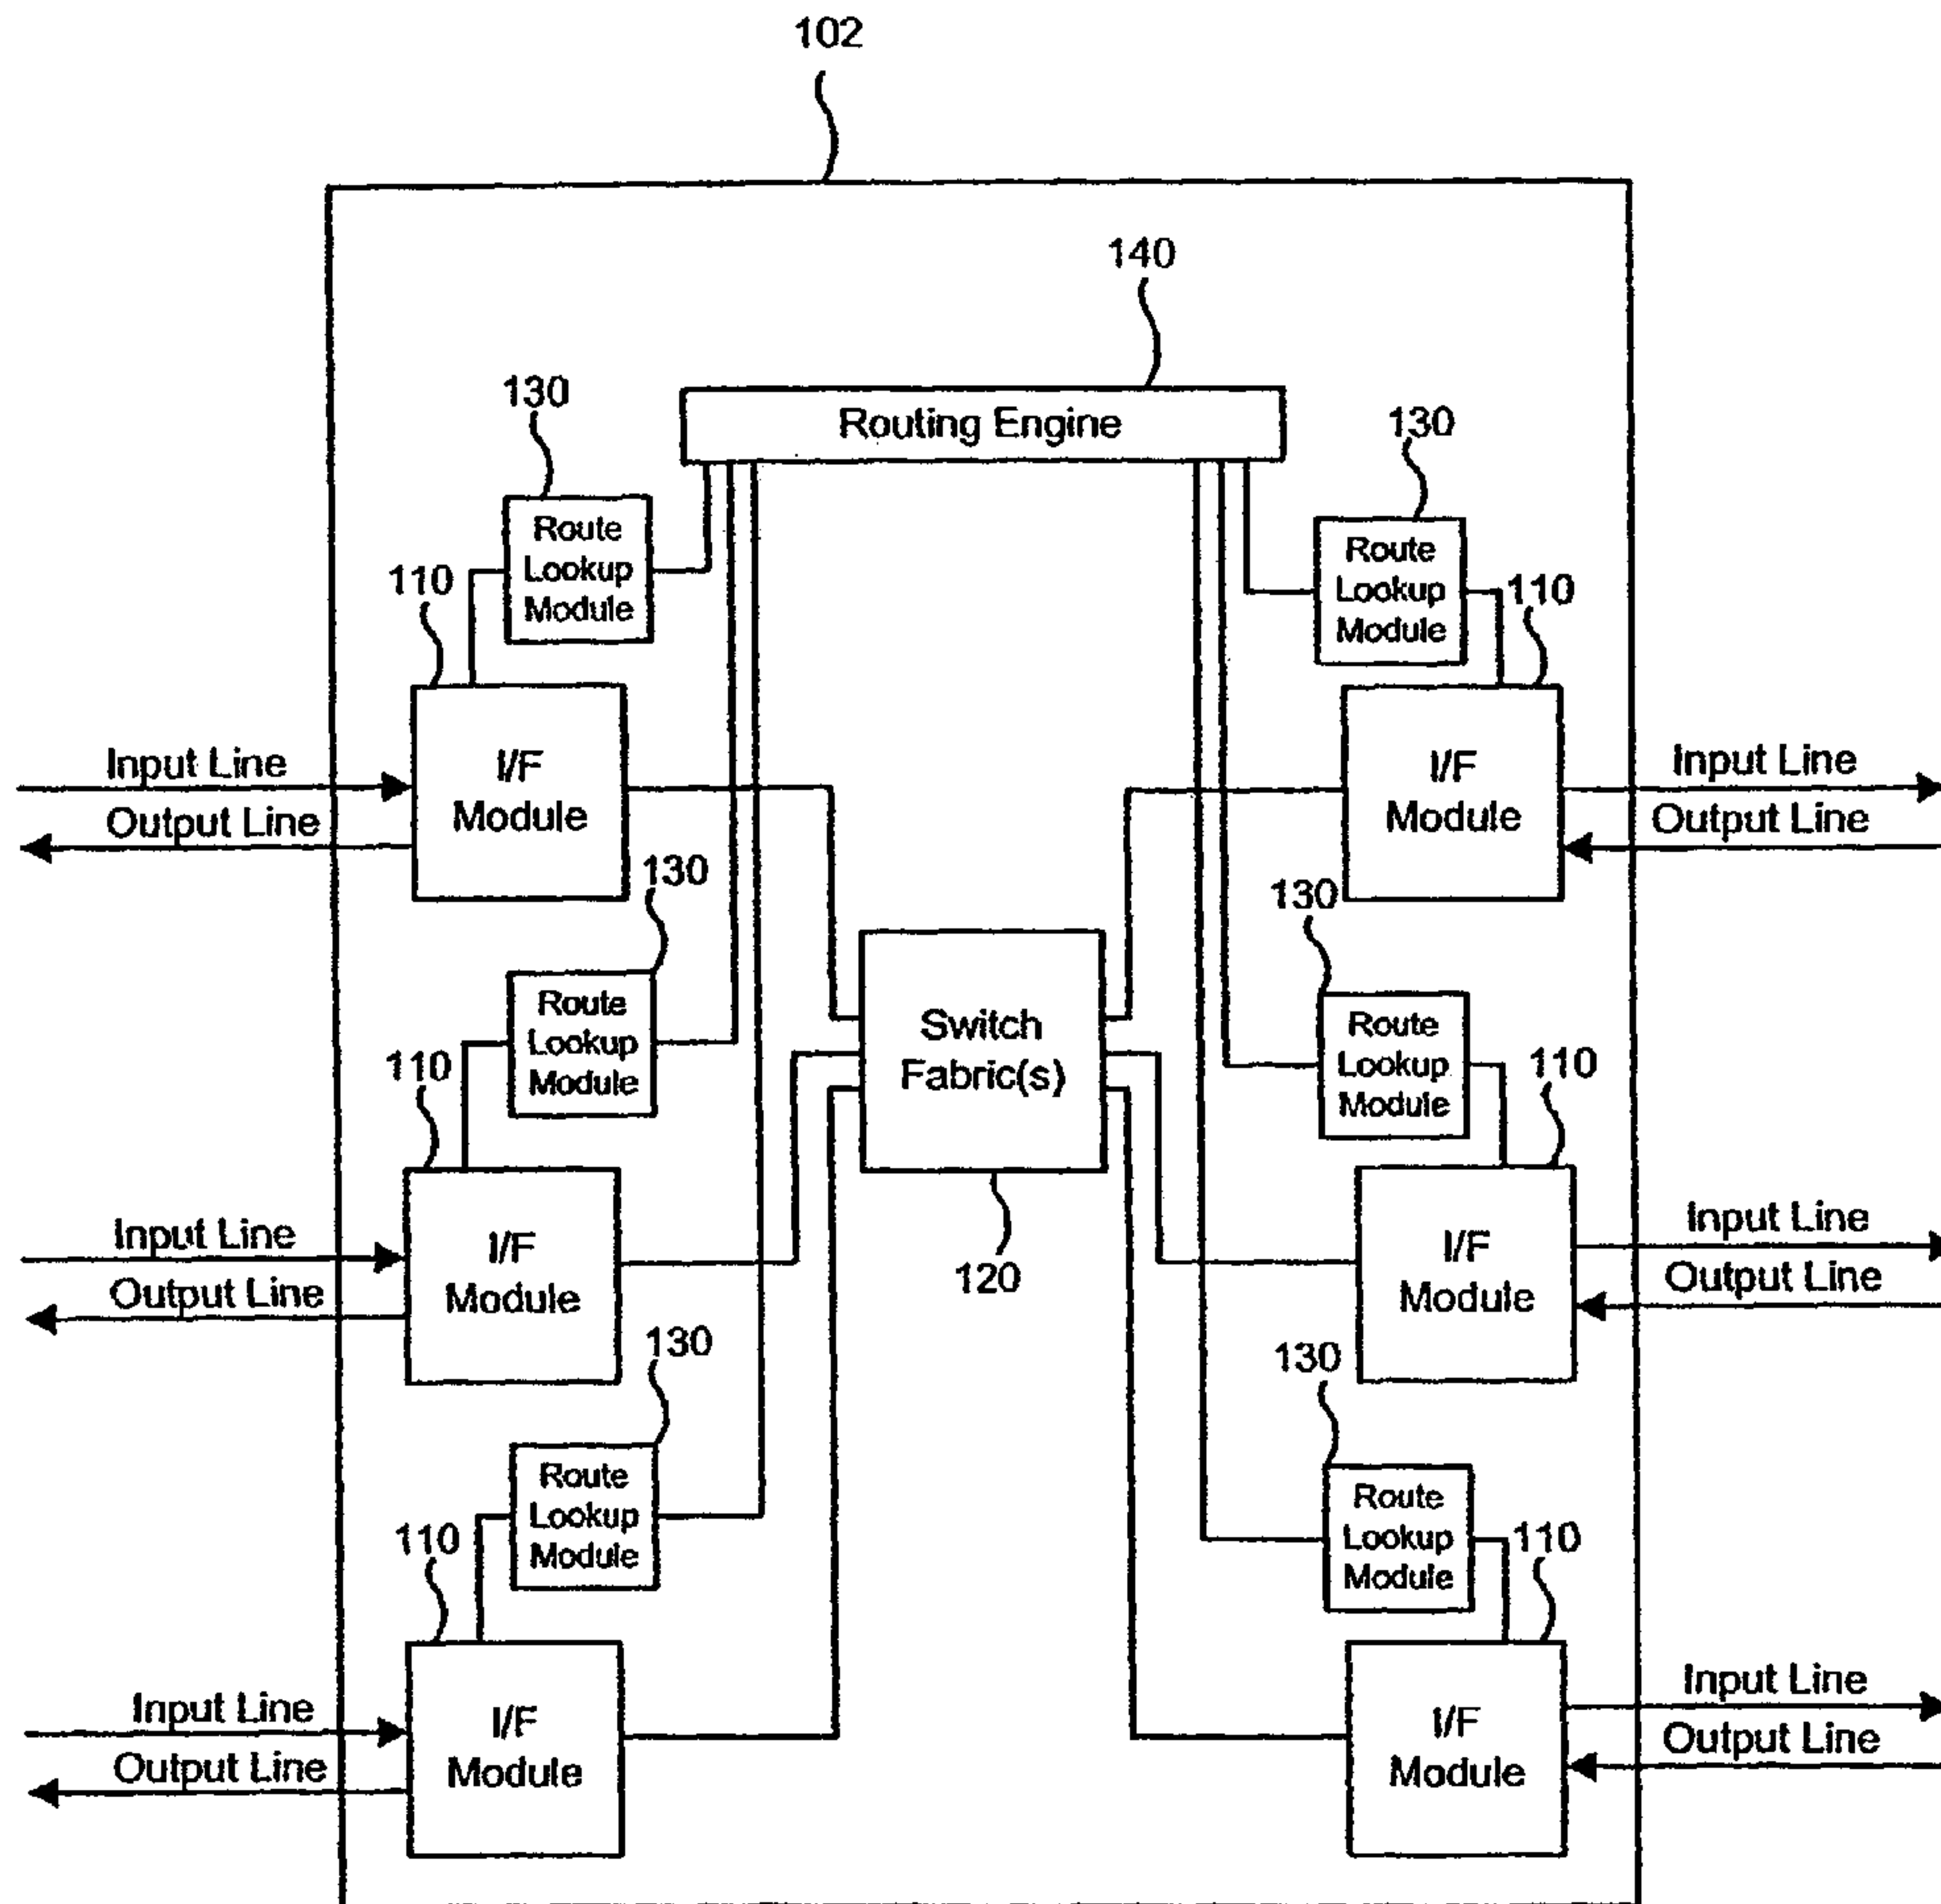 102
140
130
Routing Engine
130
Route
Lookup
Module
Route
Lookup
Module
110
110
I/F
Module
I/F
Module
Input Line
Output Line
Input Line
Output Line
130
130
Route
Lookup
Module
Switch
Fabric(s)
Route
Lookup
Module
110
110
120
Input Line
Output Line
I/F
Module
I/F
Module
Input Line
Output Line
130
130
Route
Lookup
Module
Route
Lookup
Module
110
110
Input Line
Output Line
I/F
Module
I/F
Module
Input Line
Output Line